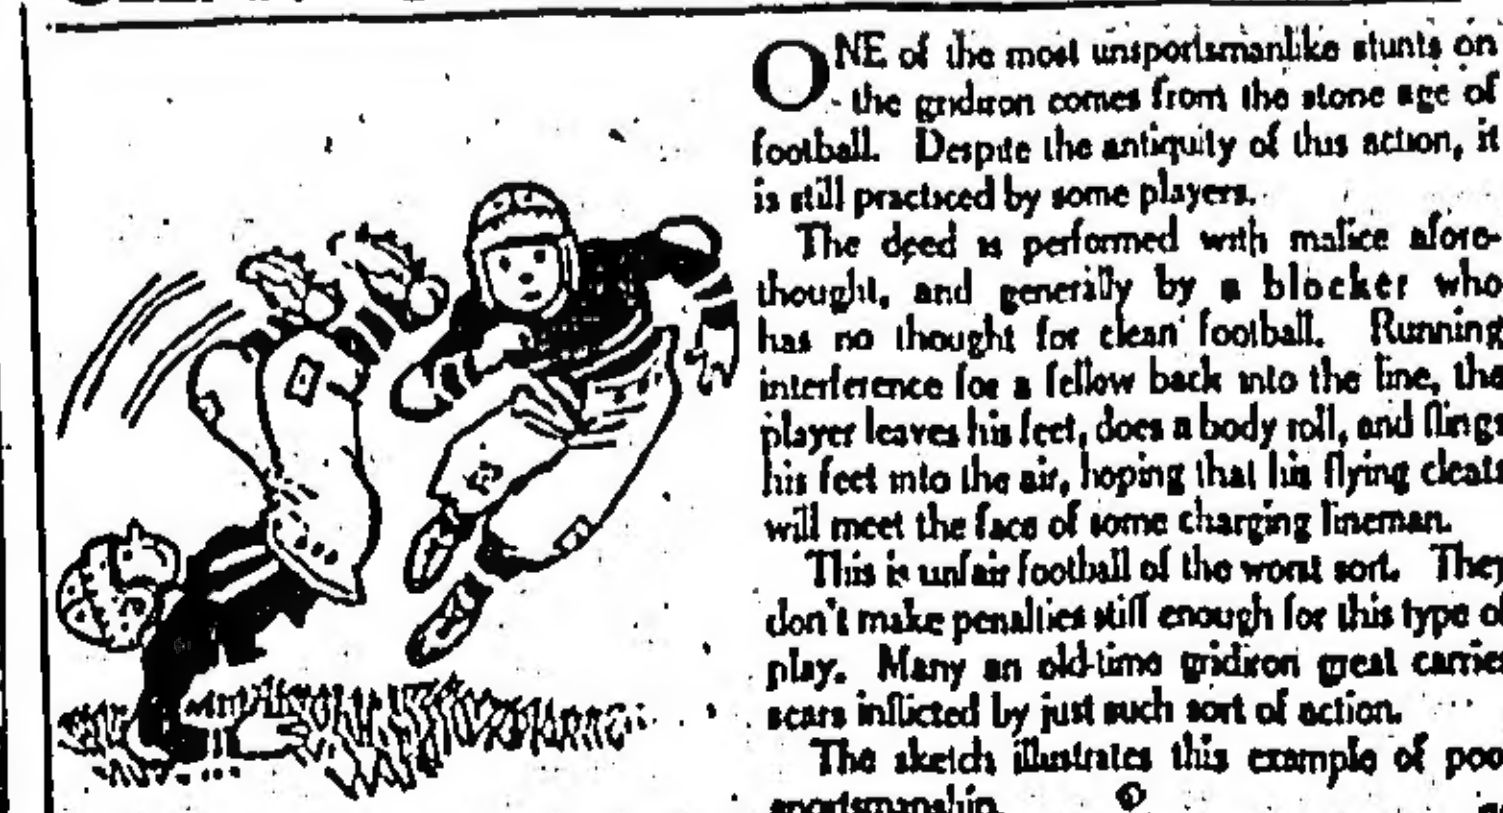 ONE of the most unsportsmanlike stunts on
the gridiron comes from the stone age of
football. Despite the antiquity of this action, it
is still practiced by some players.
The deed is performed with malice afore-
thought, and generally by a blocker who
has no thought for clean football. Running
interference for a fellow back into the line, the
player leaves his feet, does a body roll, and flings
his feet into the air, hoping that his flying cleats
will meet the face of some charging lineman.
This is unfair football of the worst sort. They
don't make penalties stiff enough for this type of
play. Many an old-time gridiron great carries
scars inflicted by just such sort of action.
The sketch illustrates this example of poo
sportsmanship.